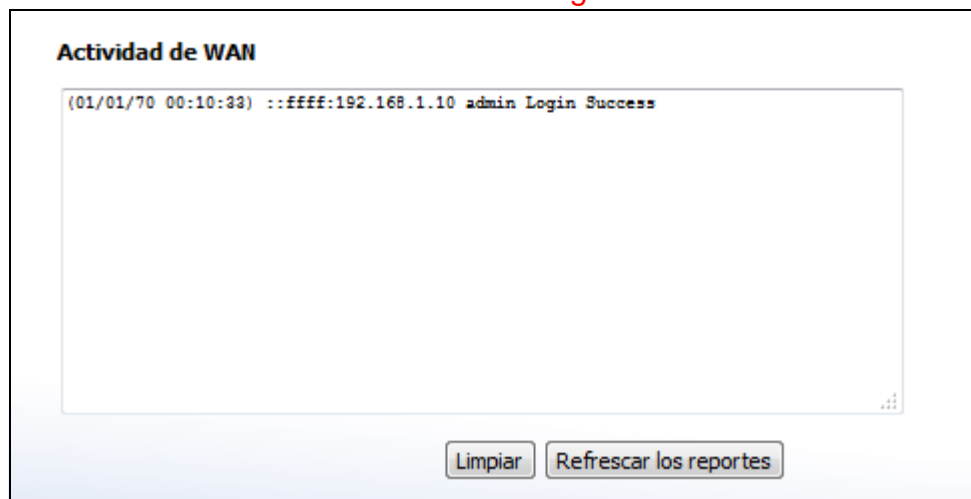 Actividad de WAN
(01/01/70 00:10:33) ::ffff:192.168.1.10 admin Login Success
Limpiar
Refrescar los reportes